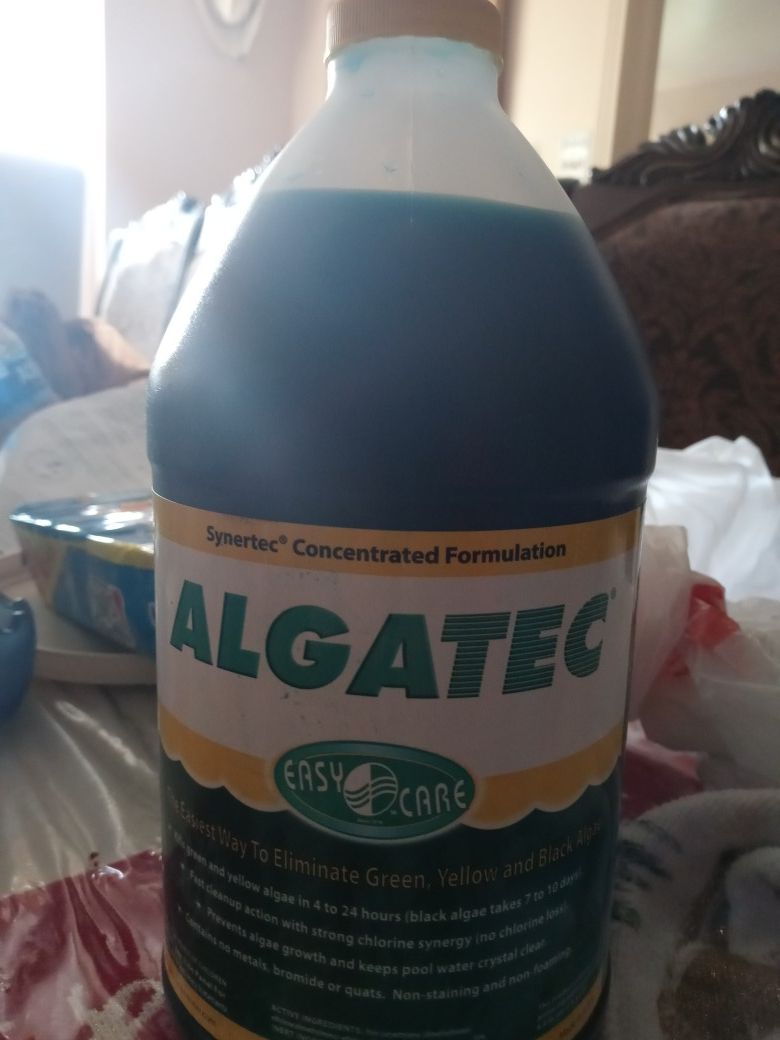 Synertec® Concentrated Formulation
ALGATEC®
EASY CARE
The Easiest Way To Eliminate Green, Yellow and Black Algae
green and yellow algae in 4 to 24 hours (black algae takes 7 to 10 days)
Fast cleanup action with strong chlorine synergy (no chlorine loss).
Prevents algae growth and keeps pool water crystal clear.
Contains no metals, bromide or quats. Non-staining and non-foaming.
ACTIVE INGREDIENTS: